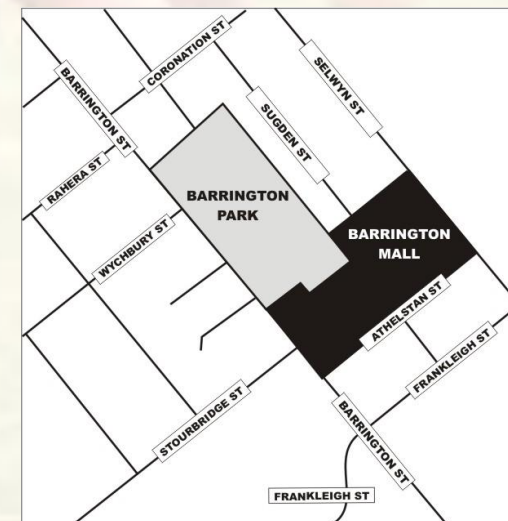 CORONATION ST
BARRINGTON ST
SELWYN ST
SUGDEN ST
RAHERA ST
BARRINGTON
PARK
WYCHBURY ST
BARRINGTON
MALL
ATHELSTAN ST
FRANKLEIGH ST
STOURBRIDGE ST
BARRINGTON ST
FRANKLEIGH ST